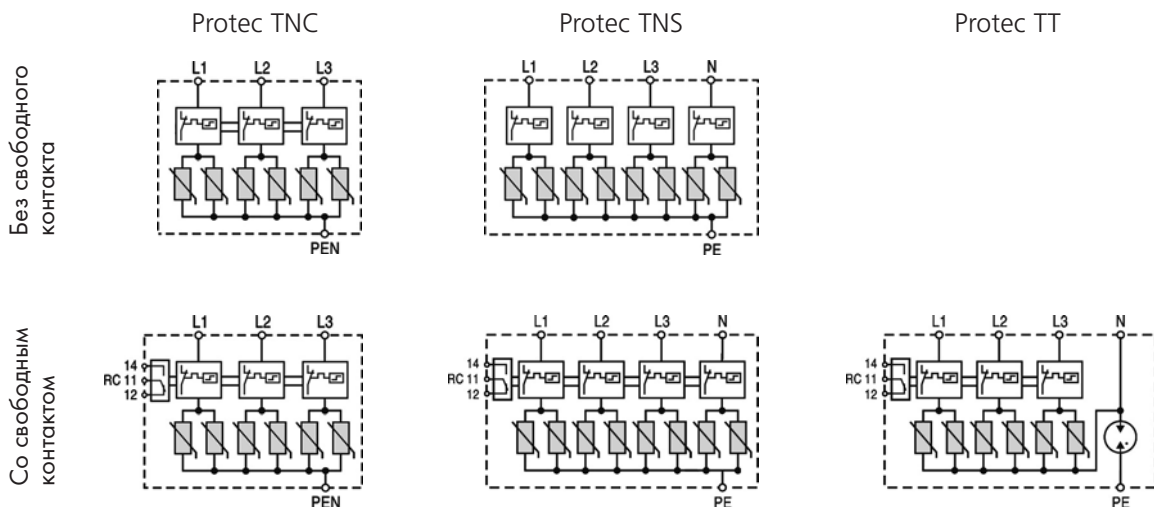 Protec TNC
Protec TNS
Protec TT
Без свободного
контакта
L1 L2 L3
PEN
L1 L2 L3 N
PE
Со свободным
контактом
L1 L2 L3
14
RC 11
12
PEN
L1 L2 L3 N
14
RC 11
12
PE
L1 L2 L3 N
14
RC 11
12
PE